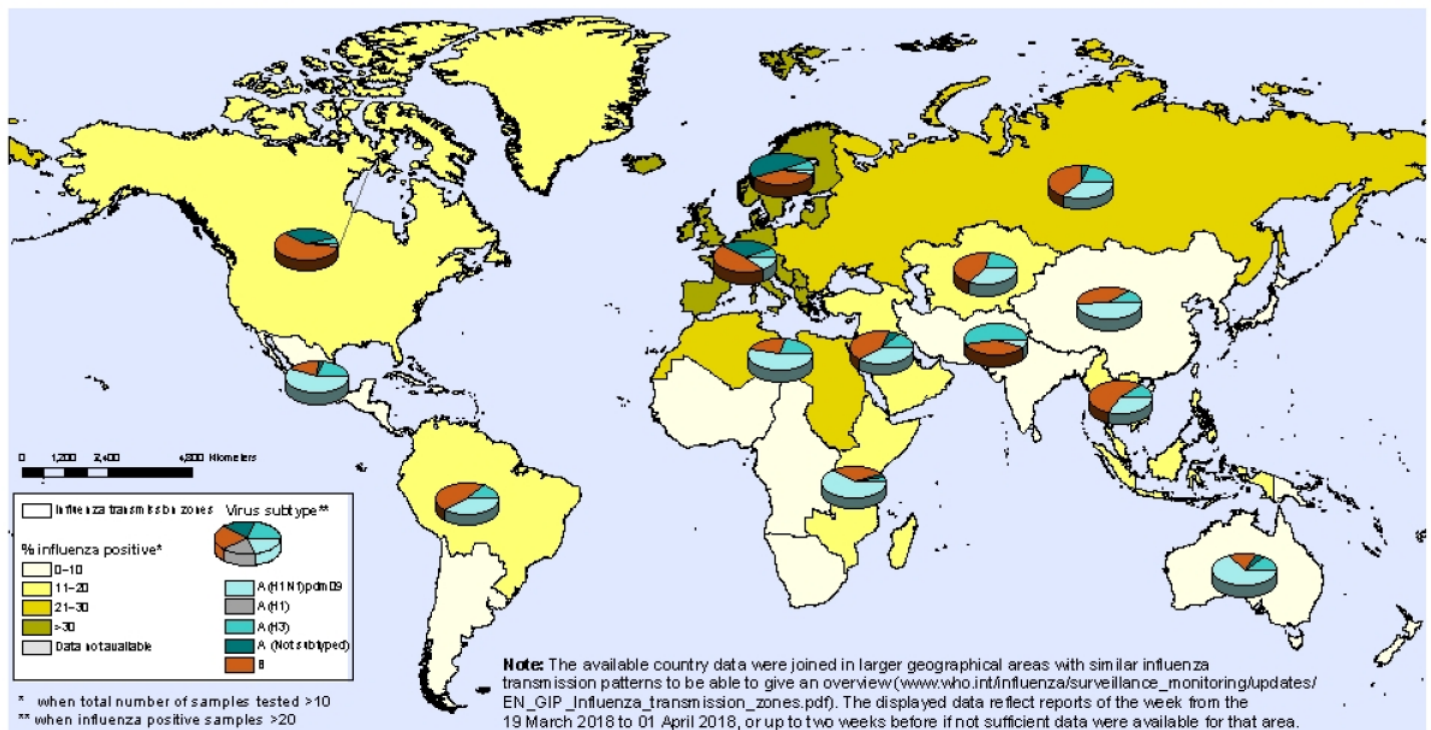 0 1,200 2,400 4,800 Kilometers
Influenza transmission zones
Virus subtype**
% influenza positive*
0-10
11-20
21-30
>30
Data not available
A(H1N1)pdm09
A(H1)
A(H3)
A (Not subtyped)
B
* when total number of samples tested >10
** when influenza positive samples >20
Note: The available country data were joined in larger geographical areas with similar influenza
transmission patterns to be able to give an overview (www.who.int/influenza/surveillance_monitoring/updates/
EN_GIP_Influenza_transmission_zones.pdf). The displayed data reflect reports of the week from the
19 March 2018 to 01 April 2018, or up to two weeks before if not sufficient data were available for that area.